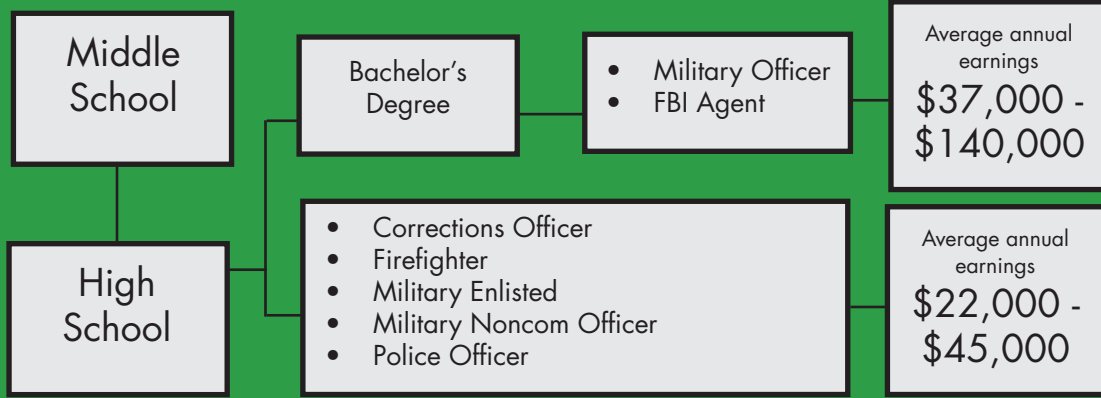 Middle
School
High
School
Bachelor’s
Degree
• Military Officer
• FBI Agent
Average annual
earnings
$37,000 -
$140,000
• Corrections Officer
• Firefighter
• Military Enlisted
• Military Noncom Officer
• Police Officer
Average annual
earnings
$22,000 -
$45,000